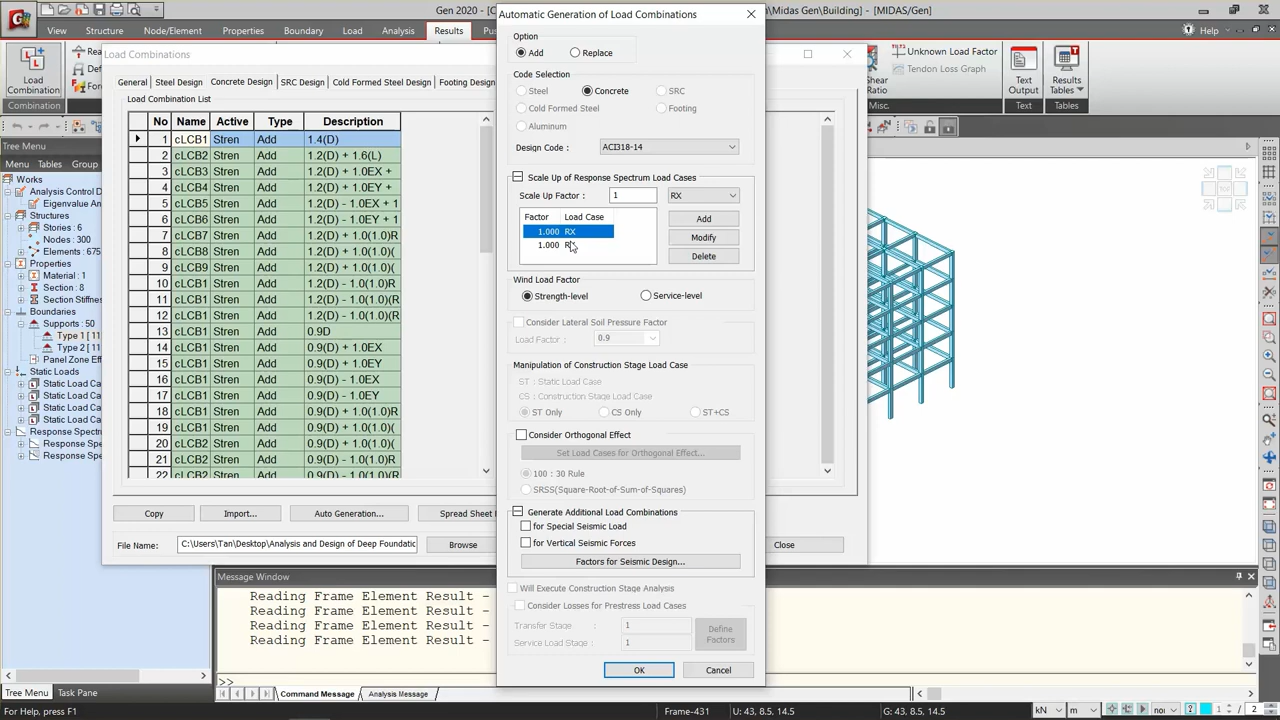 Gen 2020 - [C
Midas Gen\Building] - [MIDAS/Gen]
View
Structure
Node/Element
Properties
Boundary
Load
Analysis
Results
Help
Load Combinations
Combination
Unknown Load Factor
Tendon Loss Graph
Misc.
Text Output
Text
Results Tables
Tables
Tree Menu
Menu
Tables
Group
Works
Analysis Control D
Eigenvalue An
Structures
Stories : 6
Nodes : 300
Elements : 675
Properties
Material : 1
Section : 8
Section Stiffnes
Boundaries
Supports : 50
Type 1 [ 11
Type 2 [ 11
Panel Zone Eff
Static Loads
Static Load Ca
Static Load Ca
Static Load Ca
Static Load Ca
Response Spectr
Response Spe
Response Spe
Tree Menu
Task Pane
Load Combinations
General
Steel Design
Concrete Design
SRC Design
Cold Formed Steel Design
Footing Design
Load Combination List
No Name Active Type Description
1 cLCB1 Stren Add 1.4(D)
2 cLCB2 Stren Add 1.2(D) + 1.6(L)
3 cLCB3 Stren Add 1.2(D) + 1.0EX +
4 cLCB4 Stren Add 1.2(D) + 1.0EY +
5 cLCB5 Stren Add 1.2(D) - 1.0EX + 1
6 cLCB6 Stren Add 1.2(D) - 1.0EY + 1
7 cLCB7 Stren Add 1.2(D) + 1.0(1.0)R
8 cLCB8 Stren Add 1.2(D) + 1.0(1.0)R
9 cLCB9 Stren Add 1.2(D) + 1.0(1.0)R
10 cLCB1 Stren Add 1.2(D) - 1.0(1.0)R
11 cLCB1 Stren Add 1.2(D) - 1.0(1.0)R
12 cLCB1 Stren Add 1.2(D) - 1.0(1.0)R
13 cLCB1 Stren Add 0.9D
14 cLCB1 Stren Add 0.9(D) + 1.0EX
15 cLCB1 Stren Add 0.9(D) + 1.0EY
16 cLCB1 Stren Add 0.9(D) - 1.0EX
17 cLCB1 Stren Add 0.9(D) - 1.0EY
18 cLCB1 Stren Add 0.9(D) + 1.0(1.0)R
19 cLCB1 Stren Add 0.9(D) + 1.0(1.0)(
20 cLCB2 Stren Add 0.9(D) + 1.0(1.0)(
21 cLCB2 Stren Add 0.9(D) - 1.0(1.0)R
22 cLCB2 Stren Add 0.9(D) - 1.0(1.0)(
Copy
Import...
Auto Generation...
Spread Sheet
File Name:
C:\Users\Tan\Desktop\Analysis and Design of Deep Foundatic
Browse
Close
Automatic Generation of Load Combinations
Option
Add
Replace
Code Selection
Steel
Concrete
SRC
Cold Formed Steel
Footing
Aluminum
Design Code :
ACI318-14
Scale Up of Response Spectrum Load Cases
Scale Up Factor :
1
RX
Factor Load Case
1.000 RX
1.000
Add
Modify
Delete
Wind Load Factor
Strength-level
Service-level
Consider Lateral Soil Pressure Factor
Load Factor :
0.9
Manipulation of Construction Stage Load Case
ST : Static Load Case
CS : Construction Stage Load Case
ST Only
CS Only
ST+CS
Consider Orthogonal Effect
Set Load Cases for Orthogonal Effect...
100 : 30 Rule
SRSS(Square-Root-of-Sum-of-Squares)
Generate Additional Load Combinations
for Special Seismic Load
for Vertical Seismic Forces
Factors for Seismic Design...
Will Execute Construction Stage Analysis
Consider Losses for Prestress Load Cases
Transfer Stage :
1
Service Load Stage :
1
Define Factors
OK
Cancel
Message Window
Reading Frame Element Result -
Reading Frame Element Result -
Reading Frame Element Result -
>>
Command Message
Analysis Message
For Help, press F1
Frame-431
U: 43, 8.5, 14.5
G: 43, 8.5, 14.5
kN
m
2